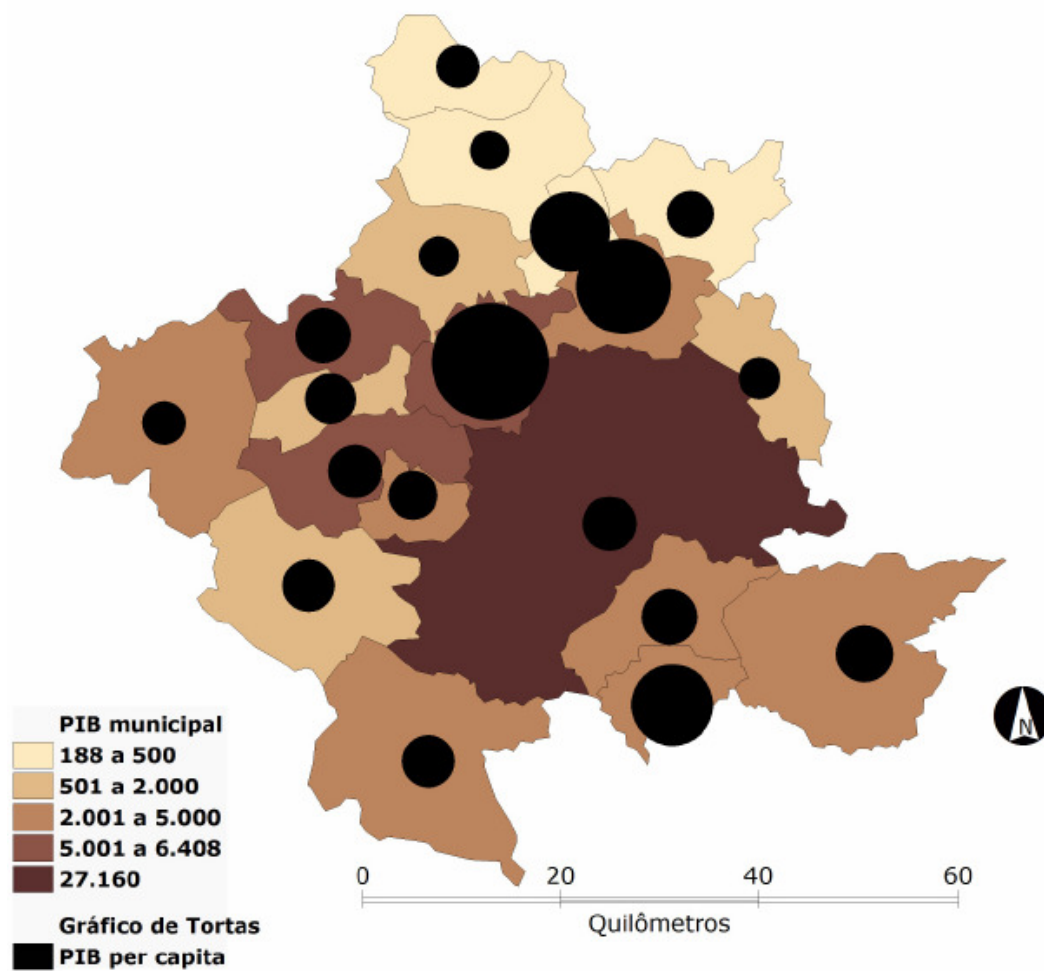 PIB municipal
188 a 500
501 a 2.000
2.001 a 5.000
5.001 a 6.408
27.160
Gráfico de Tortas
PIB per capita
0 20 40 60
Quilômetros
N